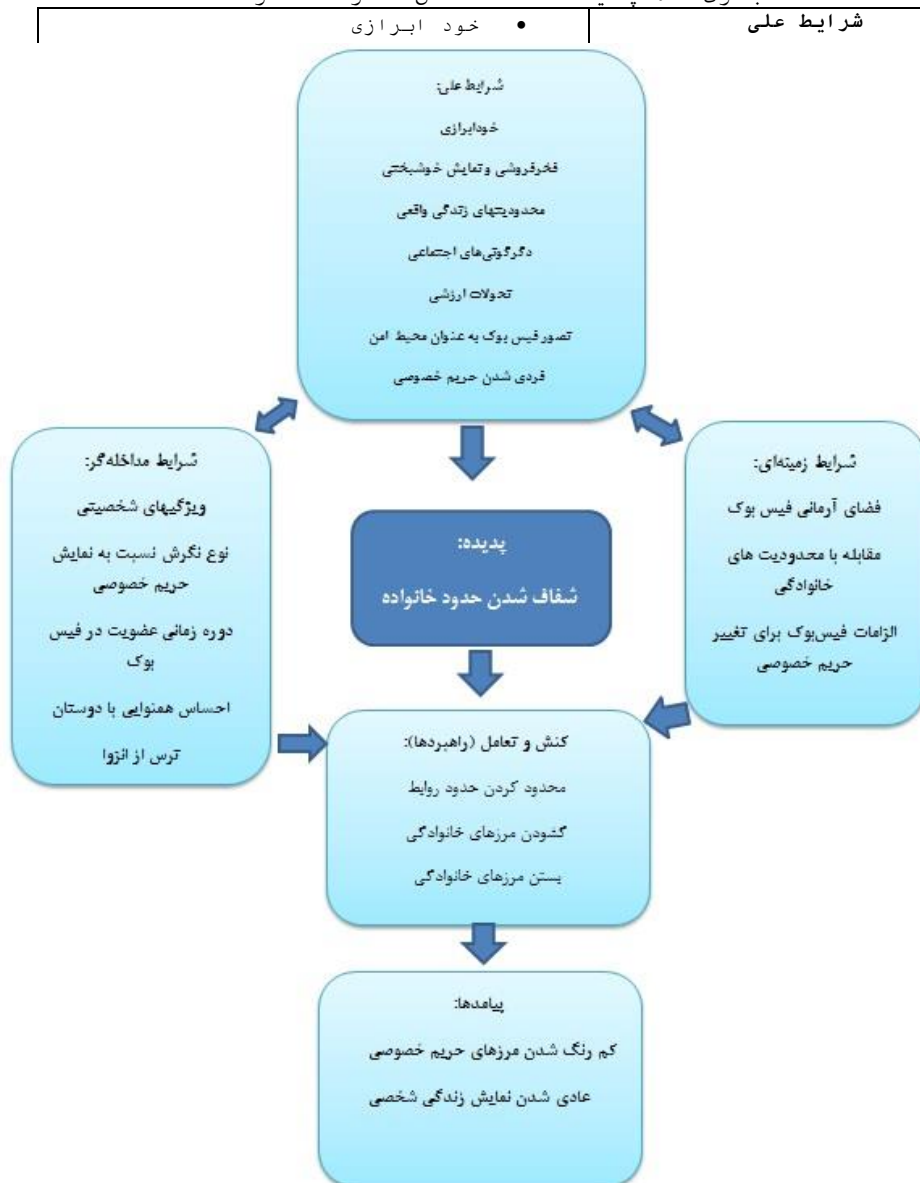 شرایط علی
• خود ابرازی
شرایط علی:
خودابرازی
فخرفروشی و نمایش خوشبختی
محدودیتهای زندگی واقعی
دگرگونی‌های اجتماعی
تحولات ارزشی
تصور فیس بوک به عنوان محیط امن
فردی شدن حریم خصوصی
شرایط زمینه‌ای:
فضای آرمانی فیس بوک
مقابله با محدودیت های
خانوادگی
الزامات فیس‌بوک برای تغییر
حریم خصوصی
پدیده:
شفاف شدن حدود خانواده
شرایط مداخله‌گر:
ویژگیهای شخصیتی
نوع نگرش نسبت به نمایش
حریم خصوصی
دوره زمانی عضویت در فیس
بوک
احساس همنوایی با دوستان
ترس از انزوا
کنش و تعامل (راهبردها):
محدود کردن حدود روابط
گشودن مرزهای خانوادگی
بستن مرزهای خانوادگی
پیامدها:
کم رنگ شدن مرزهای حریم خصوصی
عادی شدن نمایش زندگی شخصی